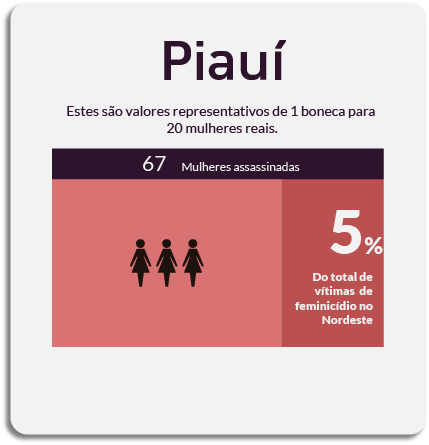 Piauí
Estes são valores representativos de 1 boneca para
20 mulheres reais.
67 Mulheres assassinadas
5%
Do total de
vítimas de
feminicídio no
Nordeste